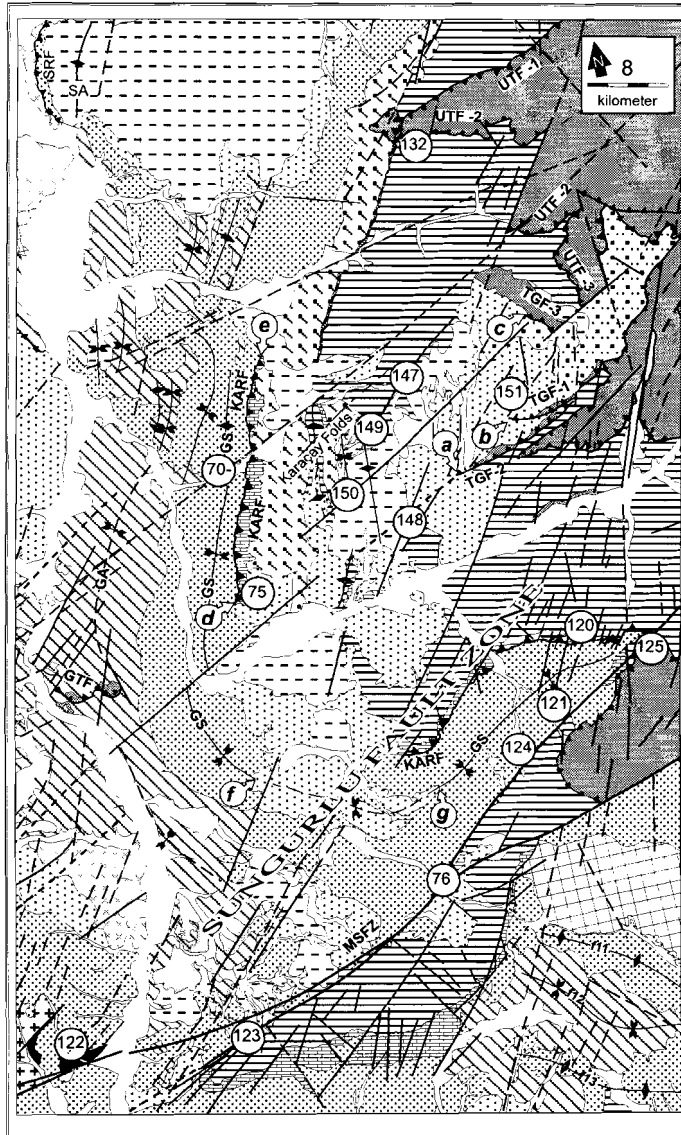 SRF
SA
UTF -1
N
8
kilometer
UTF -2
132
UTF -2
UTF -3
TGF-3
e
c
KARF
147
151
TGF-1
GS
149
Karaçay Folds
a
b
70-
TGF
150
KARF
148
GS
75
GA
d
120
125
GTF
121
GS
GS
124
KARF
SUNGURLU FAULT ZONE
f
g
76
MSFZ
n1
n2
122
123
n3